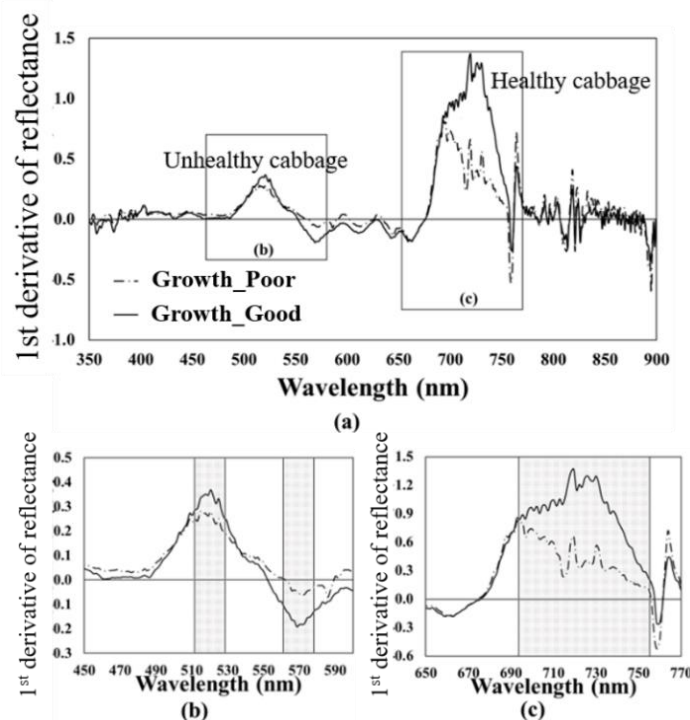 1st derivative of reflectance
1.5
1.0
0.5
0.0
-0.5
-1.0
Healthy cabbage
Unhealthy cabbage
(b)
(c)
Growth_Poor
Growth_Good
350 400 450 500 550 600 650 700 750 800 850 900
Wavelength (nm)
(a)
1st derivative of reflectance
0.5
0.4
0.3
0.2
0.1
0.0
0.1
0.2
0.3
450 470 490 510 530 550 570 590
Wavelength (nm)
(b)
1st derivative of reflectance
1.5
1.2
0.9
0.6
0.3
0.0
-0.3
-0.6
650 670 690 710 730 750 770
Wavelength (nm)
(c)